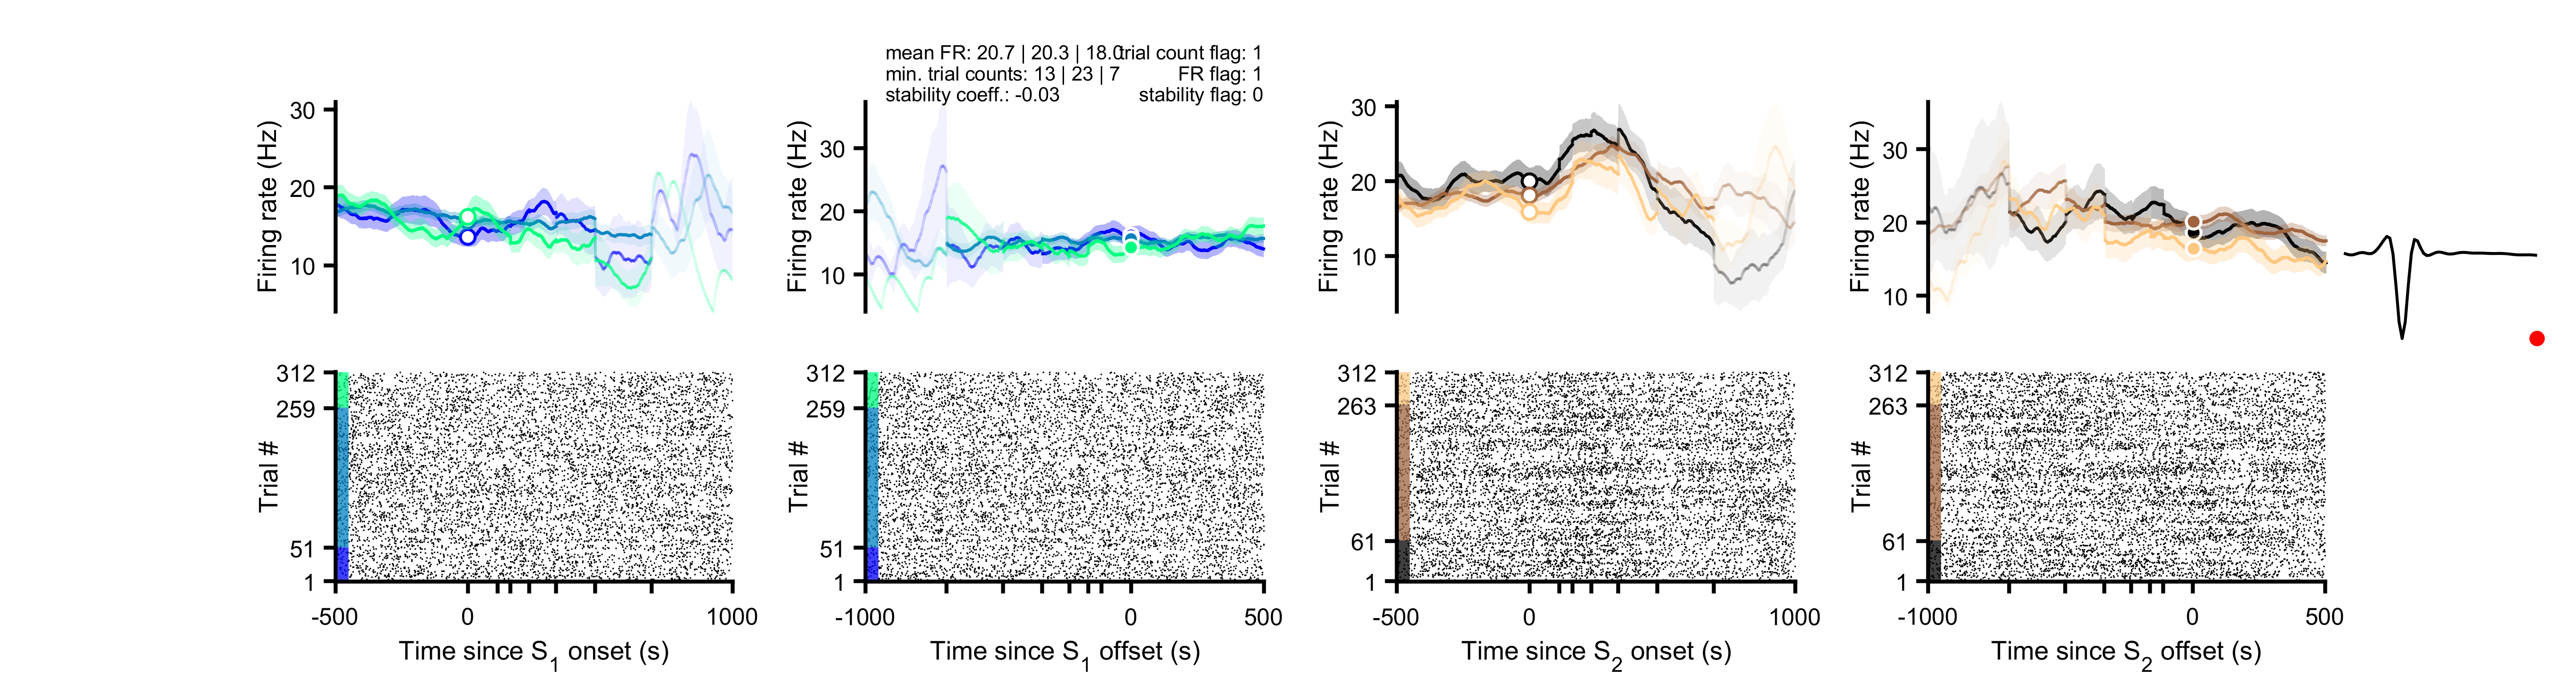 mean FR: 20.7 | 20.3 | 18.0
trial count flag: 1
min. trial counts: 13 | 23 | 7
FR flag: 1
stability coeff.: -0.03
stability flag: 0
Firing rate (Hz)
30
20
10
Firing rate (Hz)
30
20
10
Firing rate (Hz)
30
20
10
Firing rate (Hz)
30
20
10
Trial #
312
259
51
1
-500
0
1000
Time since S1 onset (s)
Trial #
312
259
51
1
-1000
0
500
Time since S1 offset (s)
Trial #
312
263
61
1
-500
0
1000
Time since S2 onset (s)
Trial #
312
263
61
1
-1000
0
500
Time since S2 offset (s)